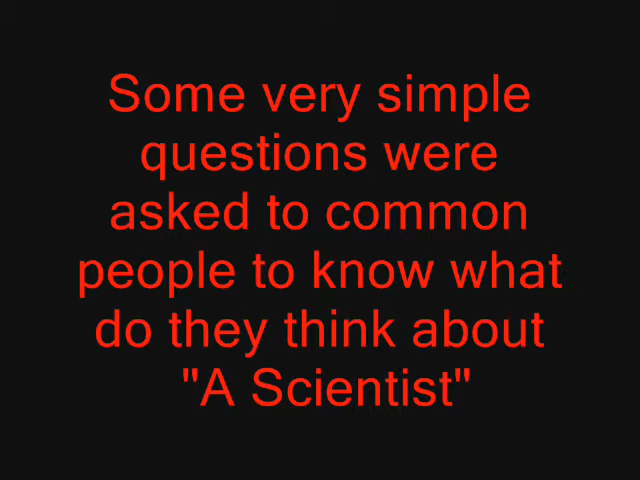 Some very simple
questions were
asked to common
people to know what
do they think about
"A Scientist"